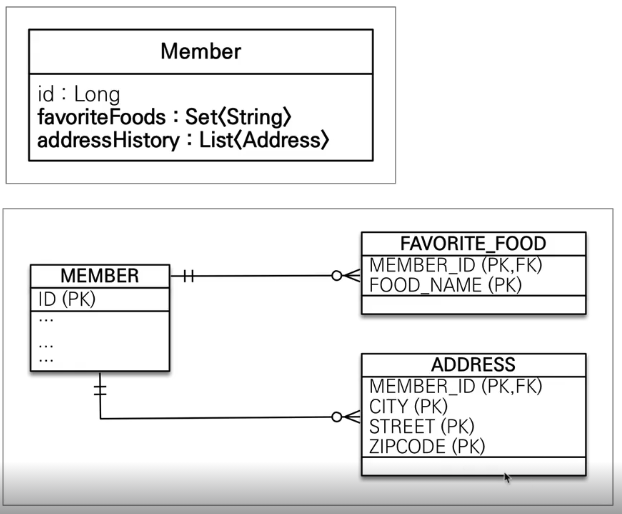 Member
id : Long
favoriteFoods : Set<String>
addressHistory : List<Address>
FAVORITE_FOOD
MEMBER_ID (PK,FK)
FOOD_NAME (PK)
MEMBER
ID (PK)
...
...
...
ADDRESS
MEMBER_ID (PK,FK)
CITY (PK)
STREET (PK)
ZIPCODE (PK)